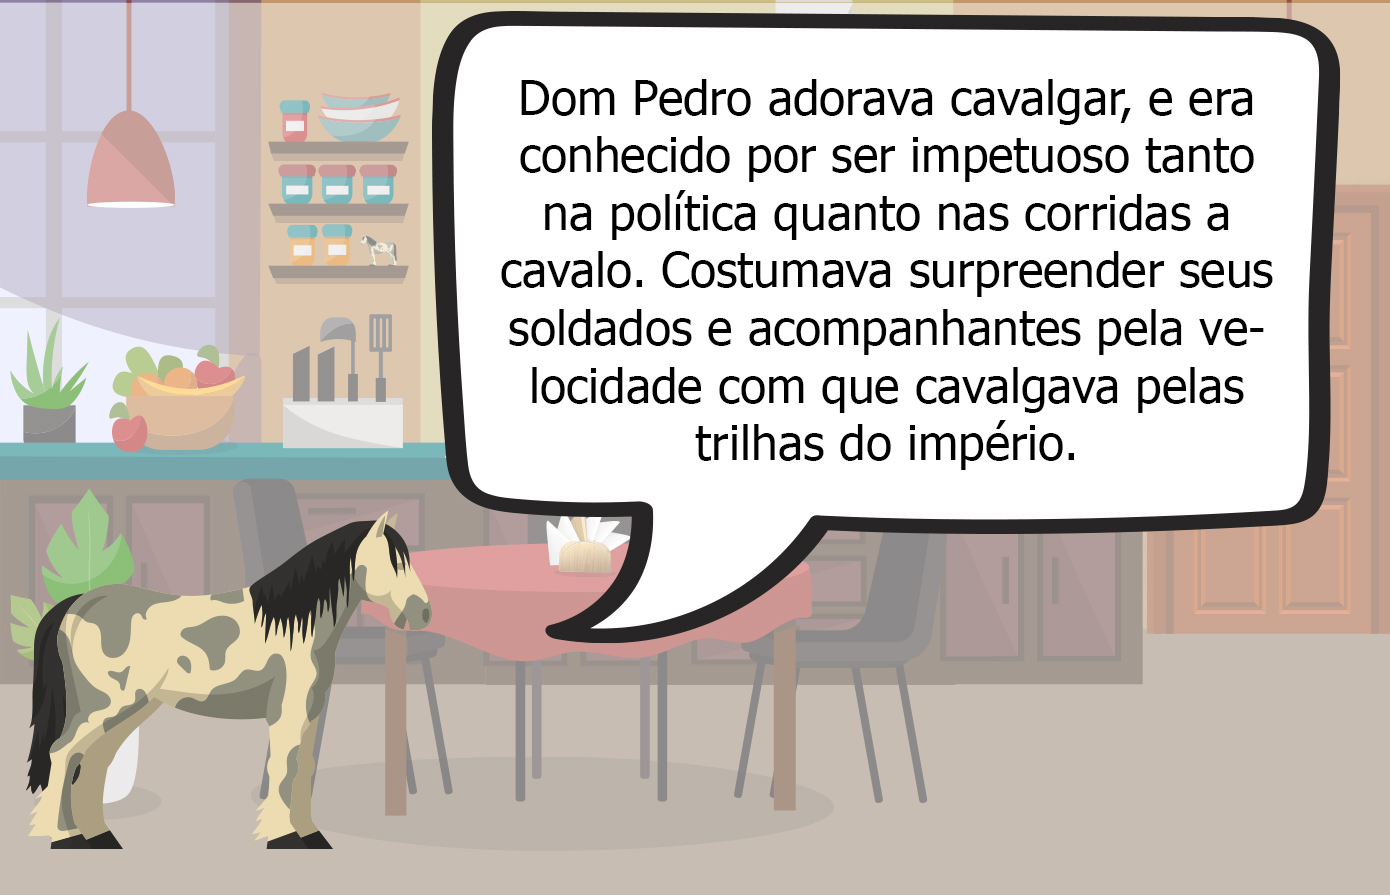 Dom Pedro adorava cavalgar, e era
conhecido por ser impetuoso tanto
na política quanto nas corridas a
cavalo. Costumava surpreender seus
soldados e acompanhantes pela ve-
locidade com que cavalgava pelas
trilhas do império.